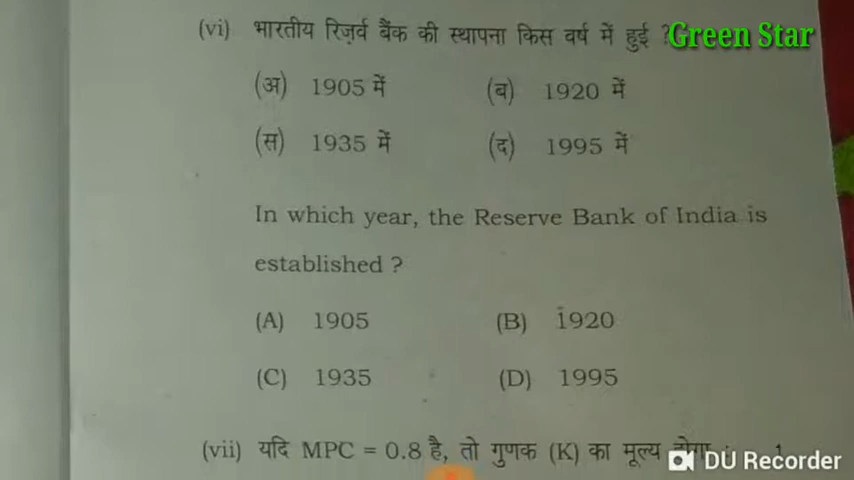 (vi) भारतीय रिज़र्व बैंक की स्थापना किस वर्ष में हुई ? Green Star
(अ) 1905 में (ब) 1920 में
(स) 1935 में (द) 1995 में
In which year, the Reserve Bank of India is
established ?
(A) 1905 (B) 1920
(C) 1935 (D) 1995
(vii) यदि MPC = 0.8 है, तो गुणक (K) का मूल्य होगा
DU Recorder